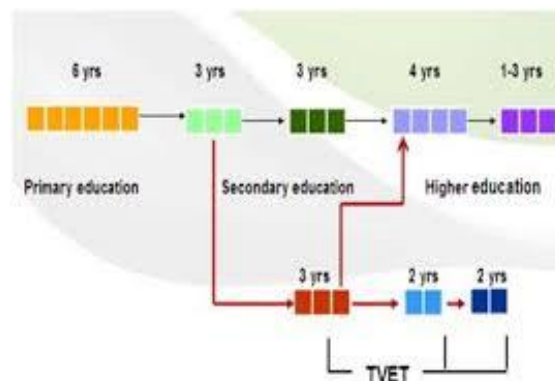 6 yrs 3 yrs 3 yrs 4 yrs 1-3 yrs
Primary education Secondary education Higher education
3 yrs 2 yrs 2 yrs
TVET